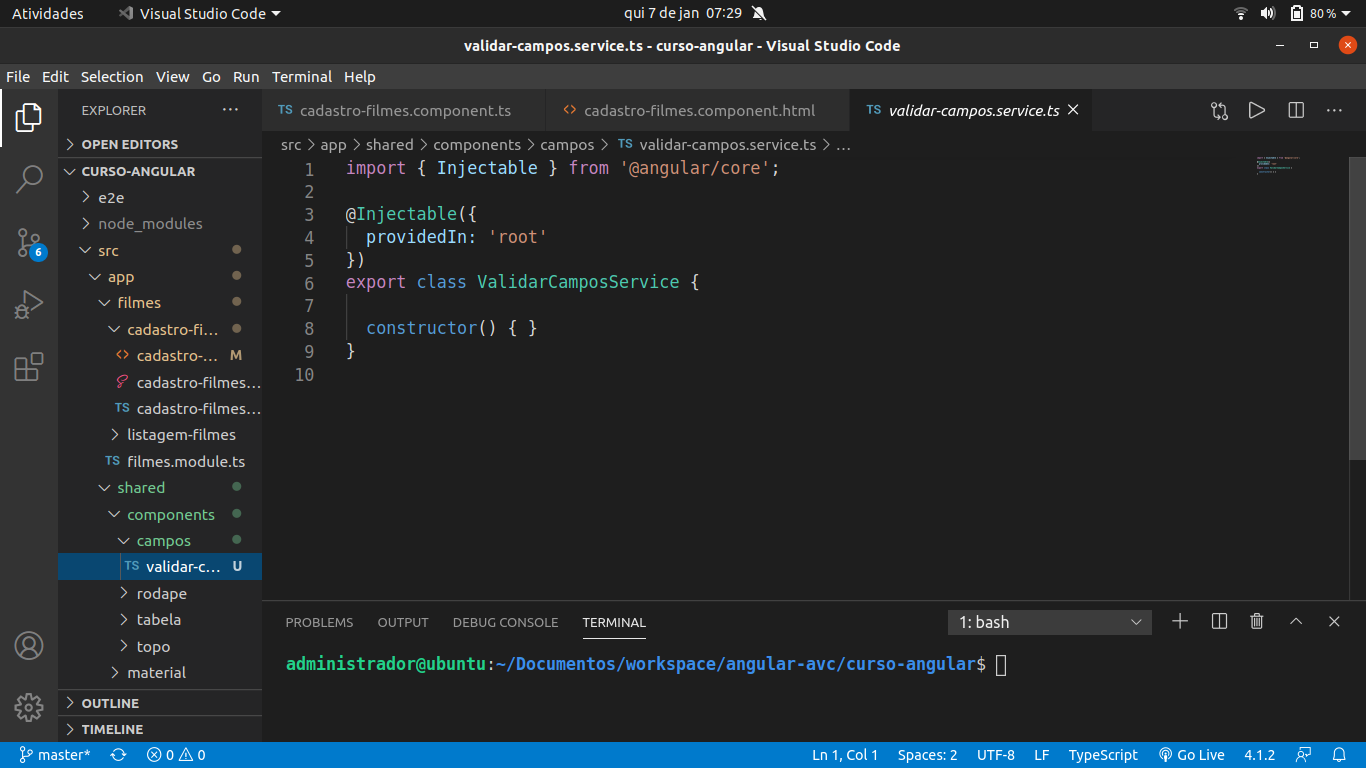 Atividades Visual Studio Code qui 7 de jan 07:29 80%
validar-campos.service.ts - curso-angular - Visual Studio Code
File Edit Selection View Go Run Terminal Help
EXPLORER ...
TS cadastro-filmes.component.ts <> cadastro-filmes.component.html TS validar-campos.service.ts
OPEN EDITORS
src > app > shared > components > campos > TS validar-campos.service.ts > ...
CURSO-ANGULAR
e2e
node_modules
src
app
filmes
cadastro-fi...
<> cadastro-... M
cadastro-filmes...
TS cadastro-filmes...
listagem-filmes
TS filmes.module.ts
shared
components
campos
TS validar-c... U
rodape
tabela
topo
material
OUTLINE
TIMELINE
6
1 import { Injectable } from '@angular/core';
2
3 @Injectable({
4 providedIn: 'root'
5 })
6 export class ValidarCamposService {
7
8 constructor() { }
9 }
10
PROBLEMS OUTPUT DEBUG CONSOLE TERMINAL 1: bash
administrador@ubuntu:~/Documentos/workspace/angular-avc/curso-angular$
master* 0 0 Ln 1, Col 1 Spaces: 2 UTF-8 LF TypeScript Go Live 4.1.2